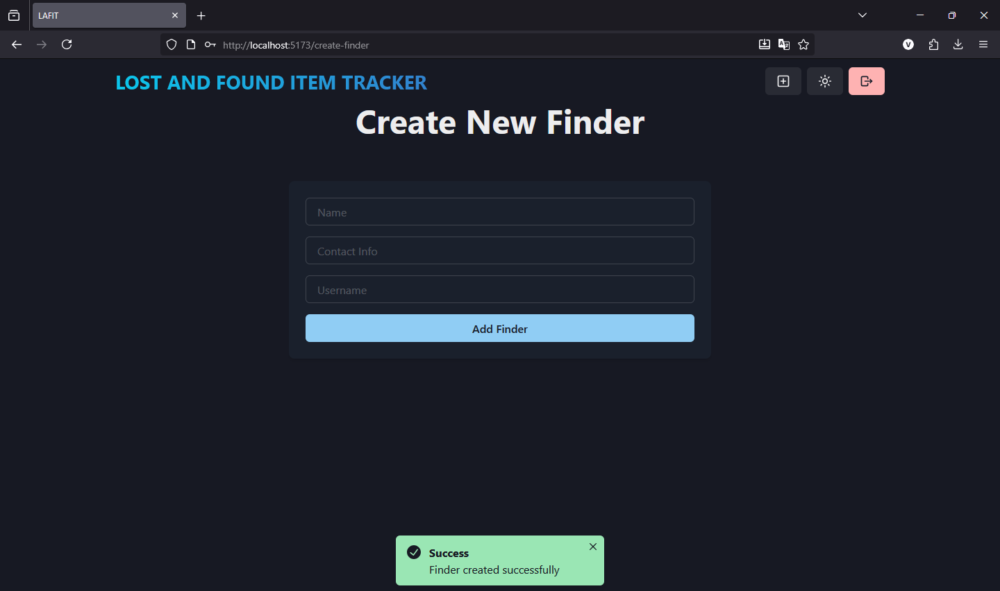 LAFIT
http://localhost:5173/create-finder
V
LOST AND FOUND ITEM TRACKER
Create New Finder
Name
Contact Info
Username
Add Finder
Success
Finder created successfully